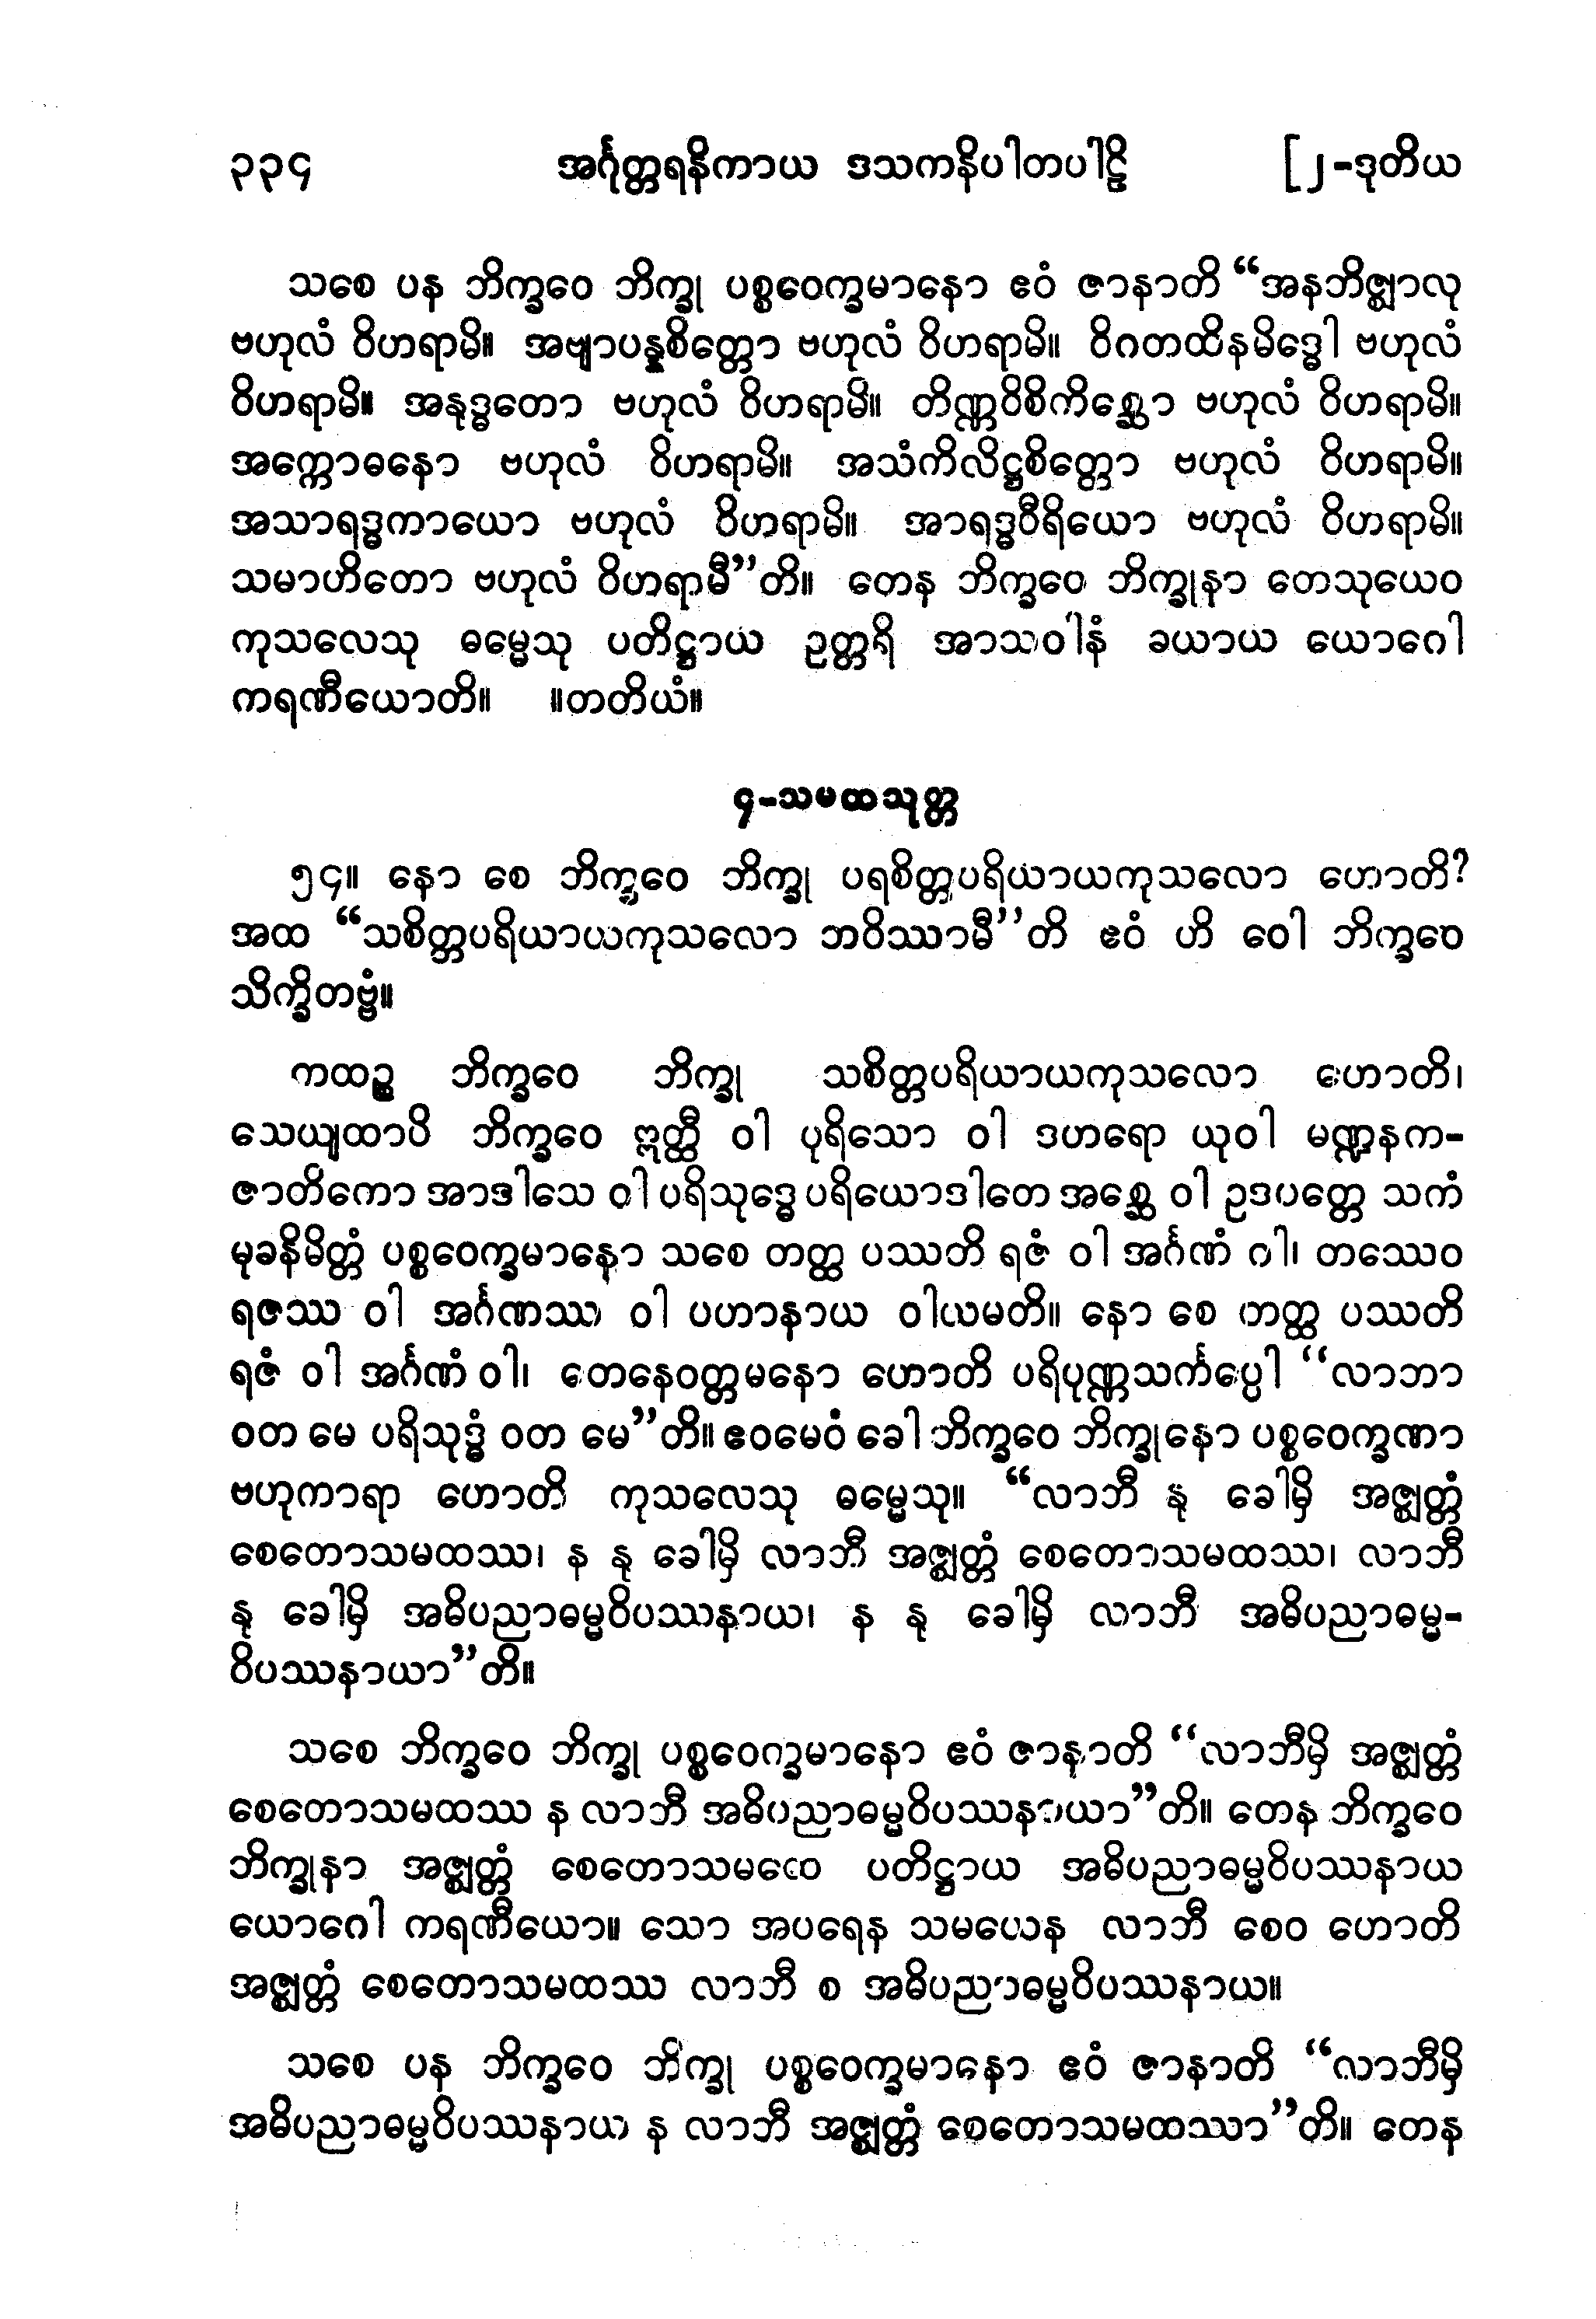 ၃၃၄ အင်္ဂုတ္တရနိကာယ ဒသကနိပါတပါဠိ [၂-ဒုတိယ
သစေ ပန ဘိက္ခဝေ ဘိက္ခု ပစ္စဝေက္ခမာနော ဧဝံ ဇာနာတိ “အနဘိဇ္ဈာလု
ဗဟုလံ ဝိဟရာမိ။ အဗျာပန္နစိတ္တော ဗဟုလံ ဝိဟရာမိ။ ဝိဂတထိနမိဒ္ဓေါ ဗဟုလံ
ဝိဟရာမိ။ အနုဒ္ဓတော ဗဟုလံ ဝိဟရာမိ။ တိဏ္ဏဝိစိကိစ္ဆော ဗဟုလံ ဝိဟရာမိ။
အက္ကောဓနော ဗဟုလံ ဝိဟရာမိ။ အသံကိလိဋ္ဌစိတ္တော ဗဟုလံ ဝိဟရာမိ။
အသာရဒ္ဓကာယော ဗဟုလံ ဝိဟရာမိ။ အာရဒ္ဓဝီရိယော ဗဟုလံ ဝိဟရာမိ။
သမာဟိတော ဗဟုလံ ဝိဟရာမီ”တိ။ တေန ဘိက္ခဝေ ဘိက္ခုနာ တေသုယေဝ
ကုသလေသု ဓမ္မေသု ပတိဋ္ဌာယ ဥတ္တရိ အာသဝါနံ ခယာယ ယောဂေါ
ကရဏီယောတိ။ ။တတိယံ။
၄-သမထသုတ္တ
၅၄။ နော စေ ဘိက္ခဝေ ဘိက္ခု ပရစိတ္တပရိယာယကုသလော ဟောတိ?
အထ “သစိတ္တပရိယာယကုသလော ဘဝိဿာမီ”တိ ဧဝံ ဟိ ဝေါ ဘိက္ခဝေ
သိက္ခိတဗ္ဗံ။
ကထဉ္စ ဘိက္ခဝေ ဘိက္ခု သစိတ္တပရိယာယကုသလော ဟောတိ၊
သေယျထာပိ ဘိက္ခဝေ ဣတ္ထီ ဝါ ပုရိသော ဝါ ဒဟရော ယုဝါ မဏ္ဍနက-
ဇာတိကော အာဒါသေ ဝါ ပရိသုဒ္ဓေ ပရိယောဒါတေ အစ္ဆေ ဝါ ဥဒပတ္တေ သကံ
မုခနိမိတ္တံ ပစ္စဝေက္ခမာနော သစေ တတ္ထ ပဿတိ ရဇံ ဝါ အင်္ဂဏံ ဝါ၊ တဿေဝ
ရဇဿ ဝါ အင်္ဂဏဿ ဝါ ပဟာနာယ ဝါယမတိ။ နော စေ တတ္ထ ပဿတိ
ရဇံ ဝါ အင်္ဂဏံ ဝါ၊ တေနေဝတ္တမနော ဟောတိ ပရိပုဏ္ဏသင်္ကပ္ပေါ “လာဘာ
ဝတ မေ ပရိသုဒ္ဓံ ဝတ မေ”တိ။ ဧဝမေဝံ ခေါ ဘိက္ခဝေ ဘိက္ခုနော ပစ္စဝေက္ခဏာ
ဗဟုကာရာ ဟောတိ ကုသလေသု ဓမ္မေသု။ “လာဘီ နု ခေါမှိ အဇ္ဈတ္တံ
စေတောသမထဿ၊ န နု ခေါမှိ လာဘီ အဇ္ဈတ္တံ စေတောသမထဿ၊ လာဘီ
နု ခေါမှိ အဓိပညာဓမ္မဝိပဿနာယ၊ န နု ခေါမှိ လာဘီ အဓိပညာဓမ္မ-
ဝိပဿနာယာ”တိ။
သစေ ဘိက္ခဝေ ဘိက္ခု ပစ္စဝေက္ခမာနော ဧဝံ ဇာနာတိ “လာဘီမှိ အဇ္ဈတ္တံ
စေတောသမထဿ န လာဘီ အဓိပညာဓမ္မဝိပဿနာယာ”တိ။ တေန ဘိက္ခဝေ
ဘိက္ခုနာ အဇ္ဈတ္တံ စေတောသမထေ ပတိဋ္ဌာယ အဓိပညာဓမ္မဝိပဿနာယ
ယောဂေါ ကရဏီယော။ သော အပရေန သမယေန လာဘီ စေဝ ဟောတိ
အဇ္ဈတ္တံ စေတောသမထဿ လာဘီ စ အဓိပညာဓမ္မဝိပဿနာယ။
သစေ ပန ဘိက္ခဝေ ဘိက္ခု ပစ္စဝေက္ခမာနော ဧဝံ ဇာနာတိ “လာဘီမှိ
အဓိပညာဓမ္မဝိပဿနာယ န လာဘီ အဇ္ဈတ္တံ စေတောသမထဿာ”တိ။ တေန